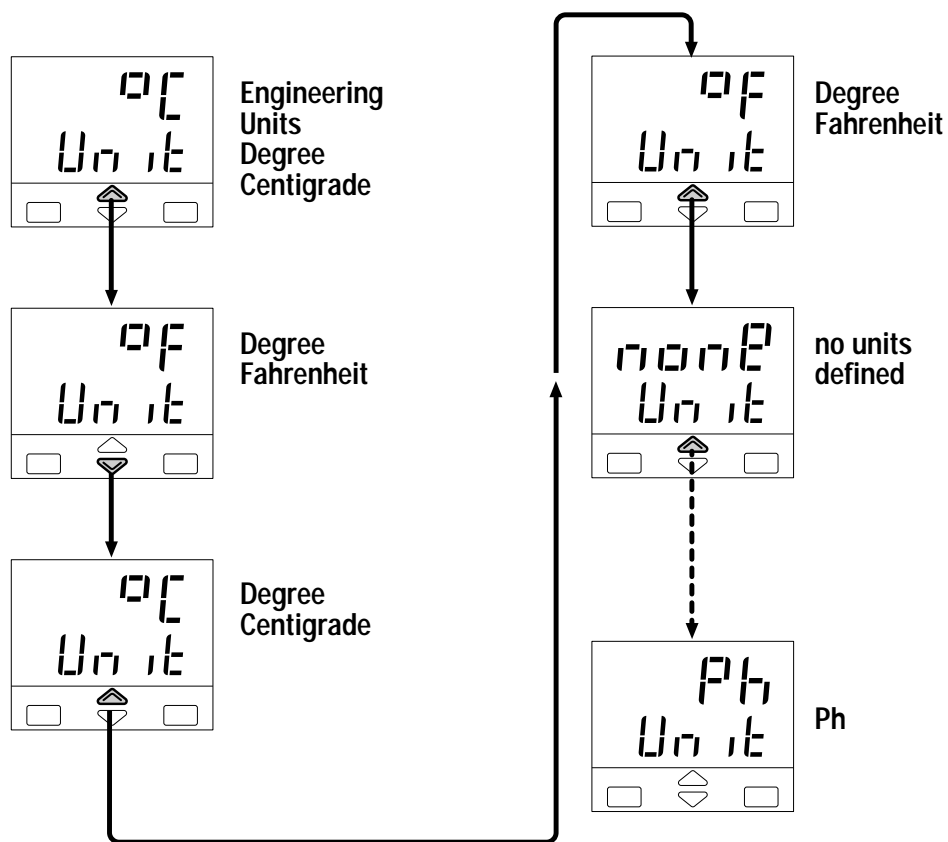 °C
Unit
Engineering
Units
Degree
Centigrade
°F
Unit
Degree
Fahrenheit
°C
Unit
Degree
Centigrade
°F
Unit
Degree
Fahrenheit
nonE
Unit
no units
defined
Ph
Unit
Ph